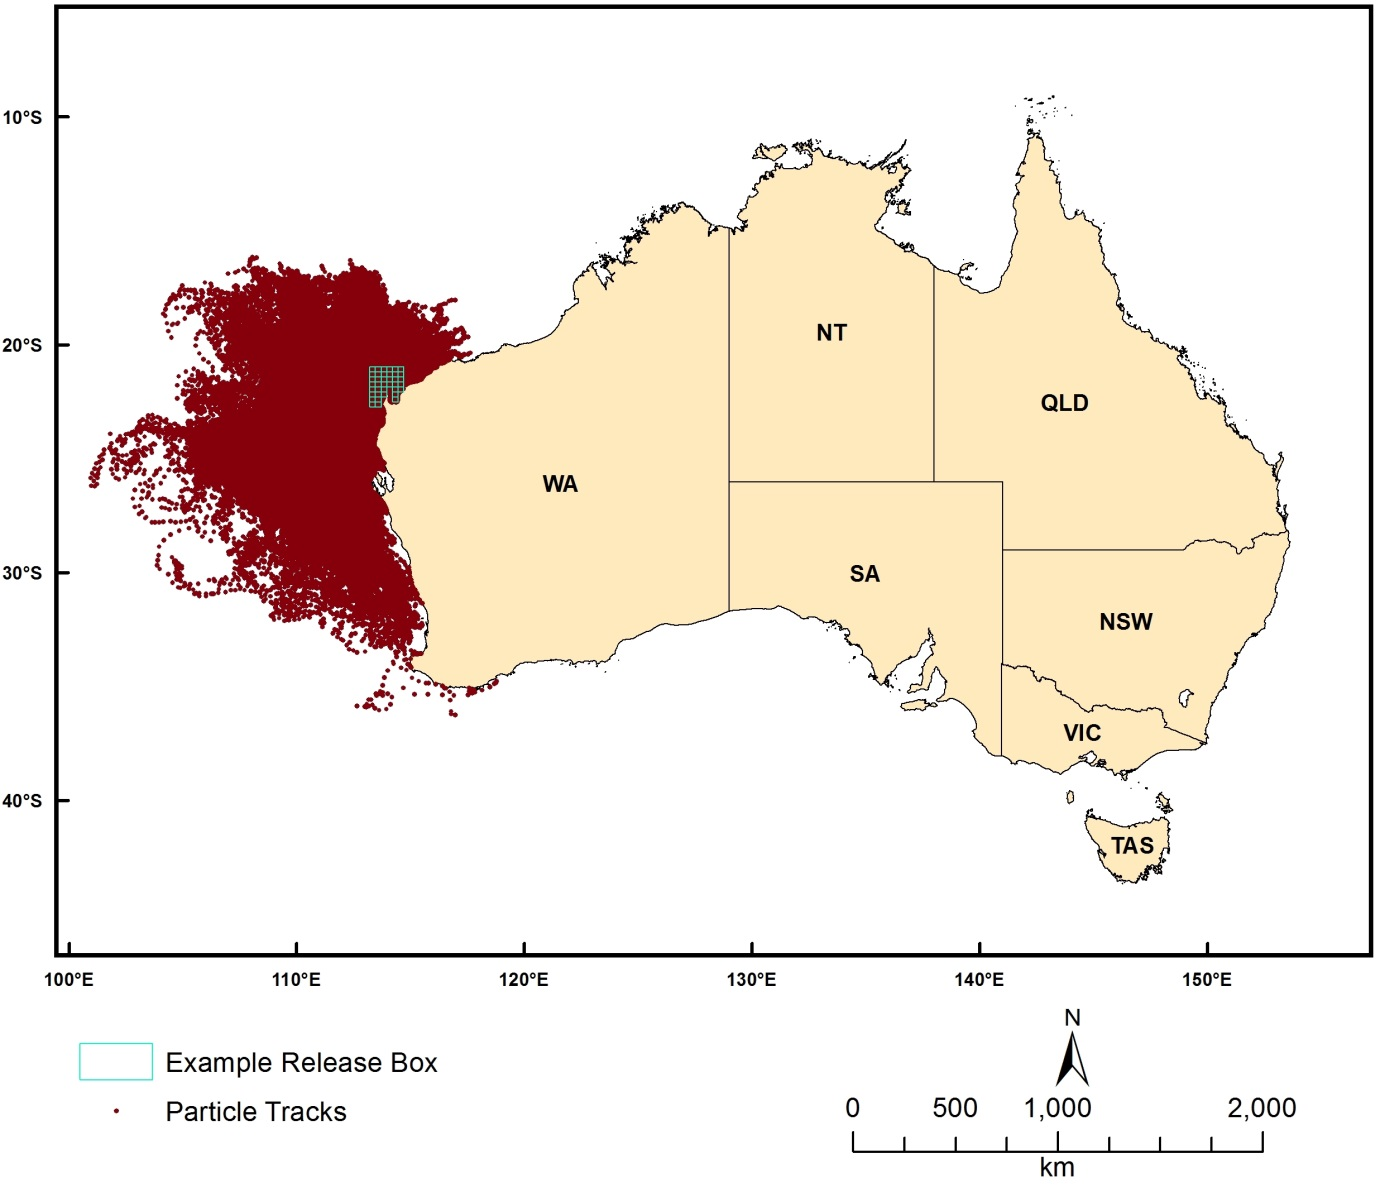 10°S
20°S
30°S
40°S
NT
QLD
WA
SA
NSW
VIC
TAS
100°E 110°E 120°E 130°E 140°E 150°E
N
Example Release Box
Particle Tracks
0 500 1,000 2,000
km